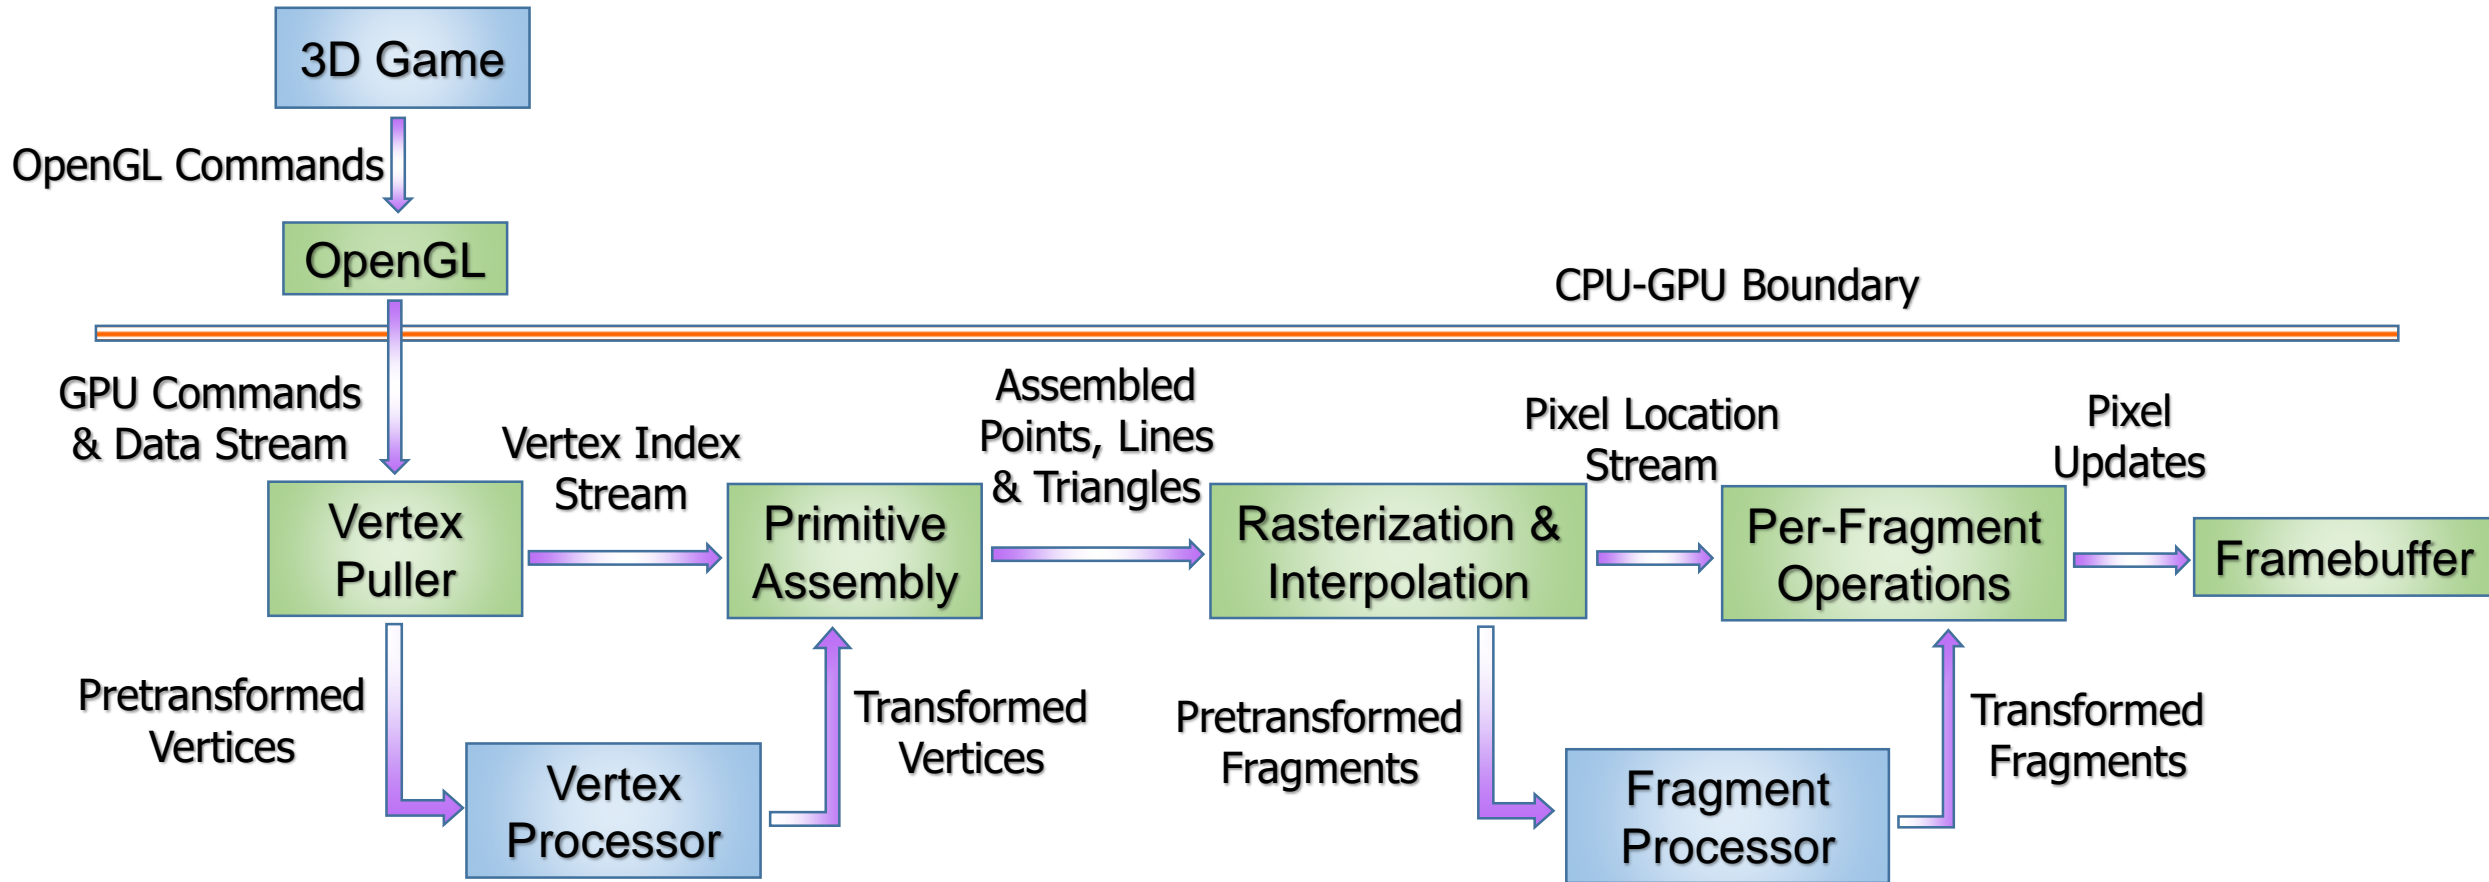 3D Game
OpenGL Commands
OpenGL
CPU-GPU Boundary
GPU Commands
& Data Stream
Vertex Index
Stream
Assembled
Points, Lines
& Triangles
Pixel Location
Stream
Pixel
Updates
Vertex
Puller
Primitive
Assembly
Rasterization &
Interpolation
Per-Fragment
Operations
Framebuffer
Pretransformed
Vertices
Transformed
Vertices
Pretransformed
Fragments
Transformed
Fragments
Vertex
Processor
Fragment
Processor